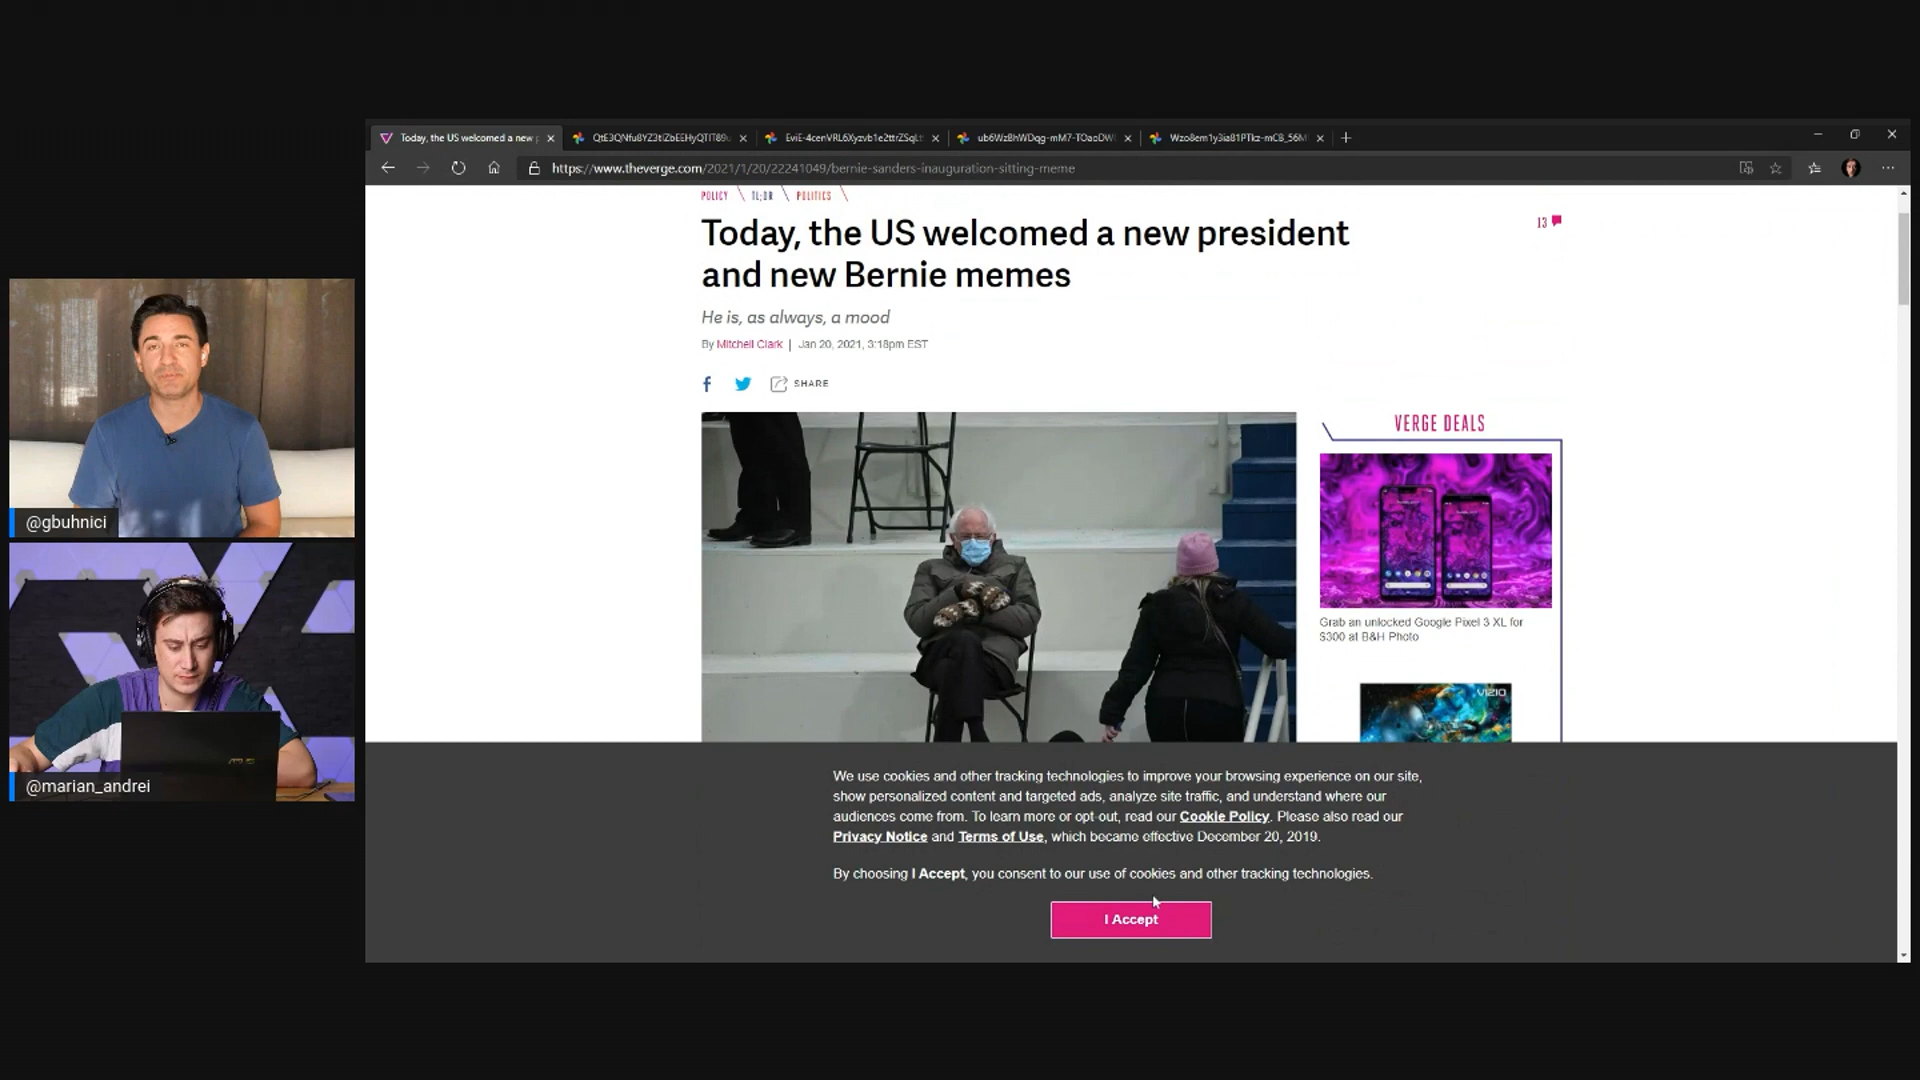 Today, the US welcomed a new
https://www.theverge.com/2021/1/20/22241049/bernie-sanders-inauguration-sitting-meme
POLICY \ TL;DR \ POLITICS \
Today, the US welcomed a new president
and new Bernie memes
13
He is, as always, a mood
By Mitchell Clark | Jan 20, 2021, 3:18pm EST
SHARE
VERGE DEALS
Grab an unlocked Google Pixel 3 XL for
$300 at B&H Photo
VIZIO
@gbuhnici
ASUS
@marian_andrei
We use cookies and other tracking technologies to improve your browsing experience on our site,
show personalized content and targeted ads, analyze site traffic, and understand where our
audiences come from. To learn more or opt-out, read our Cookie Policy. Please also read our
Privacy Notice and Terms of Use, which became effective December 20, 2019.
By choosing I Accept, you consent to our use of cookies and other tracking technologies.
I Accept